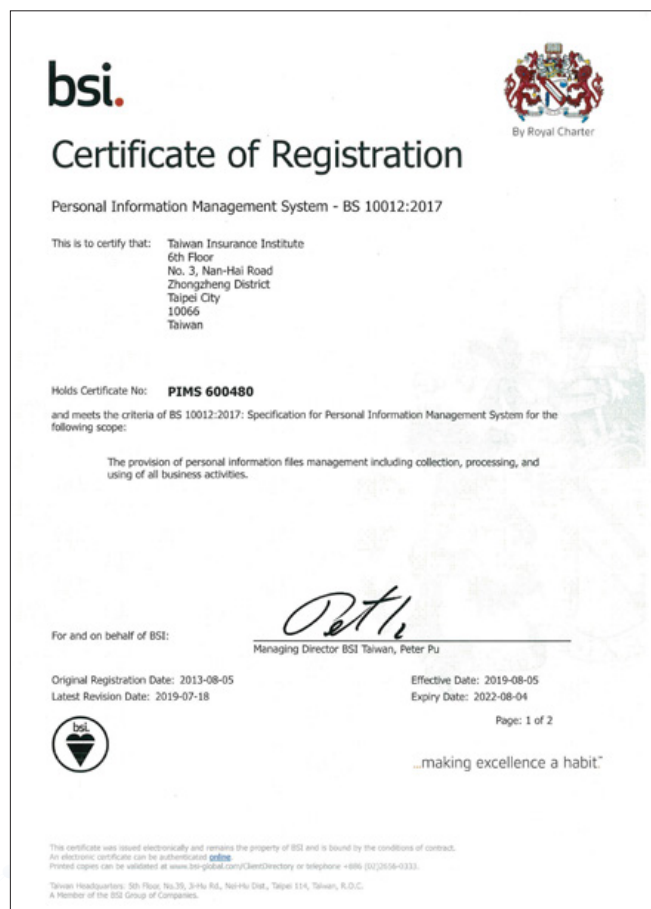 bsi.
By Royal Charter
Certificate of Registration
Personal Information Management System - BS 10012:2017
This is to certify that: Taiwan Insurance Institute
6th Floor
No. 3, Nan-Hai Road
Zhongzheng District
Taipei City
10066
Taiwan
Holds Certificate No: PIMS 600480
and meets the criteria of BS 10012:2017: Specification for Personal Information Management System for the
following scope:
The provision of personal information files management including collection, processing, and
using of all business activities.
For and on behalf of BSI:
Managing Director BSI Taiwan, Peter Pu
Original Registration Date: 2013-08-05 Effective Date: 2019-08-05
Latest Revision Date: 2019-07-18 Expiry Date: 2022-08-04
Page: 1 of 2
bsi.
...making excellence a habit.™
This certificate was issued electronically and remains the property of BSI and is bound by the conditions of contract.
An electronic certificate can be authenticated online.
Printed copies can be validated at www.bsi-global.com/ClientDirectory or telephone +886 (02)2656-0333.
Taiwan Headquarters: 5th Floor, No.39, Ji-Hu Rd., Nei-Hu Dist., Taipei 114, Taiwan, R.O.C.
A Member of the BSI Group of Companies.